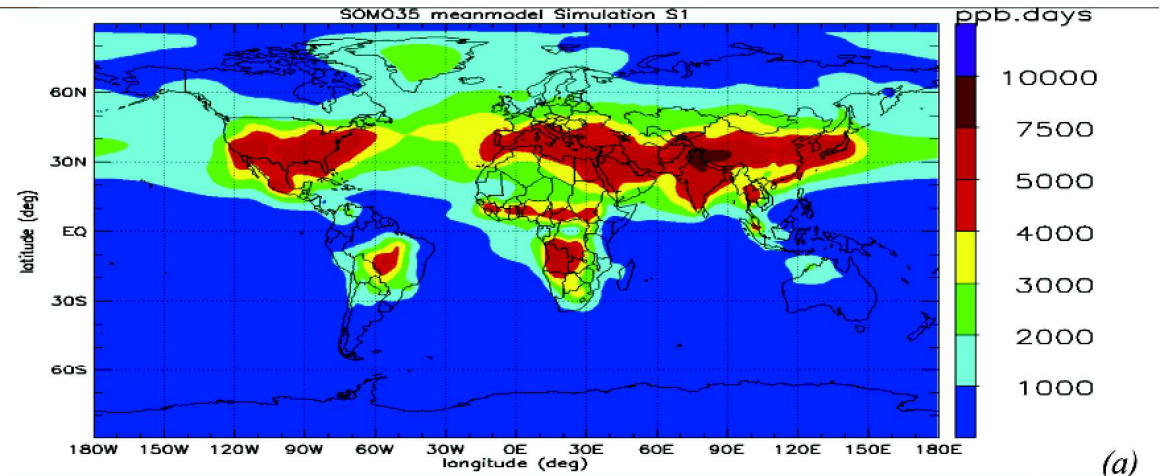 SOMO35 meanmodel Simulation S1
ppb.days
10000
7500
5000
4000
3000
2000
1000
60N
30N
EQ
30S
60S
latitude (deg)
180W 150W 120W 90W 60W 30W 0E 30E 60E 90E 120E 150E 180E
longitude (deg)
(a)